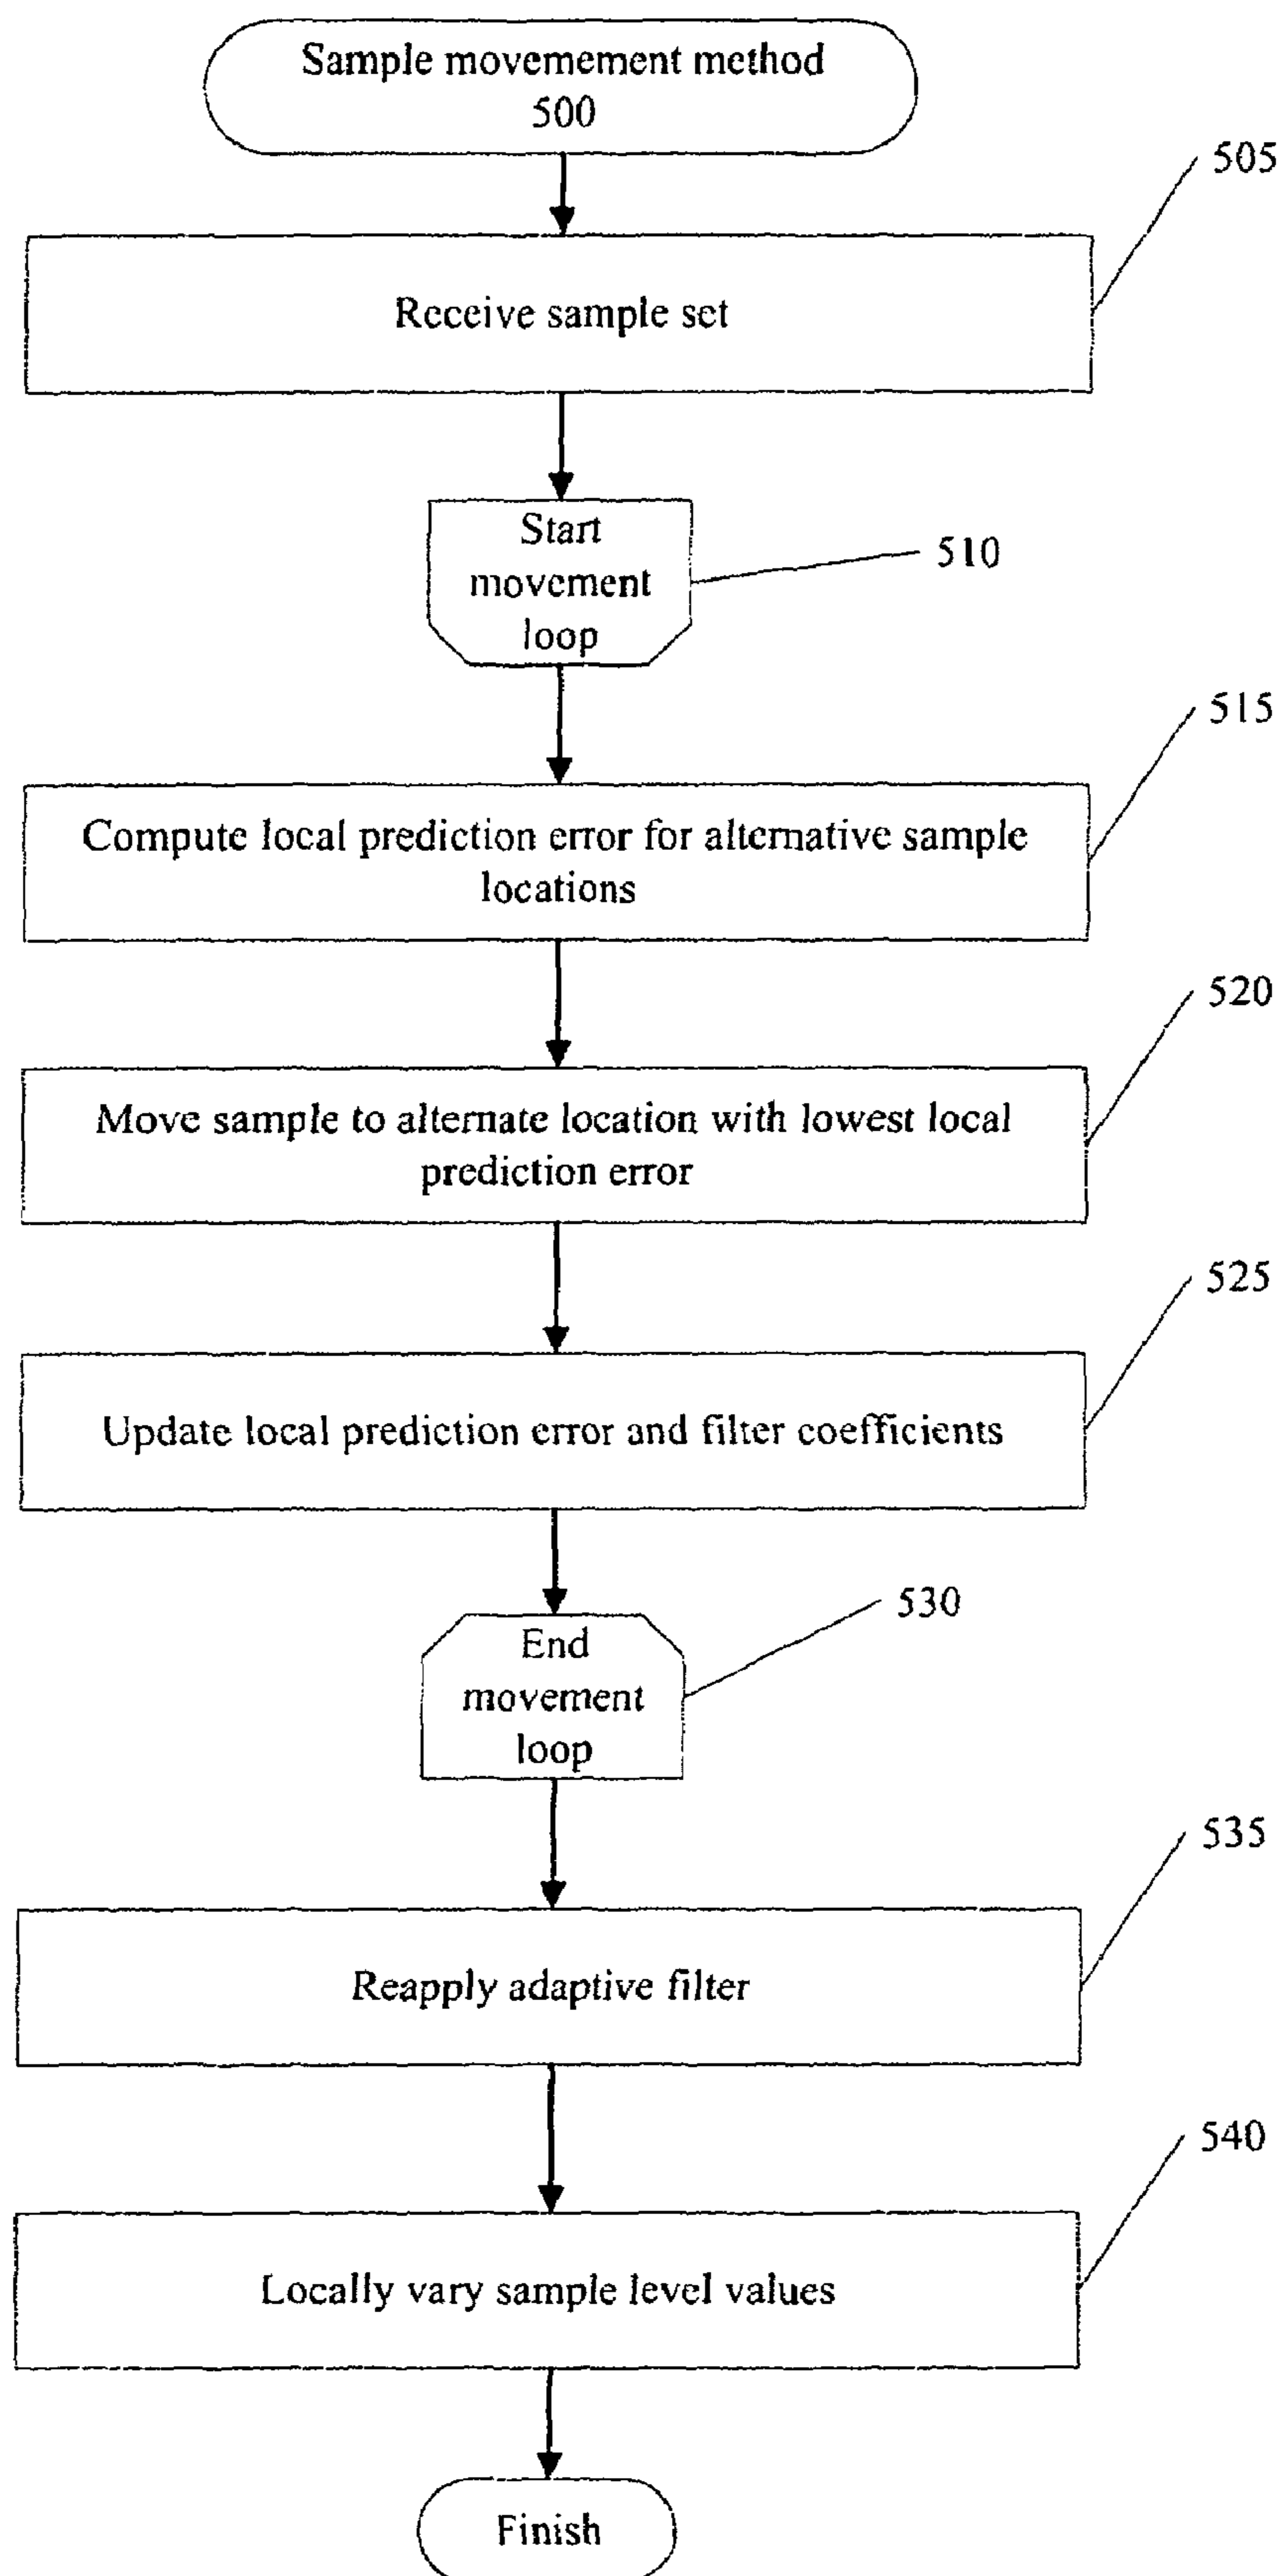 Sample movemement method
500
505
Receive sample set
Start
movement
loop
510
515
Compute local prediction error for alternative sample
locations
520
Move sample to alternate location with lowest local
prediction error
525
Update local prediction error and filter coefficients
530
End
movement
loop
535
Reapply adaptive filter
540
Locally vary sample level values
Finish